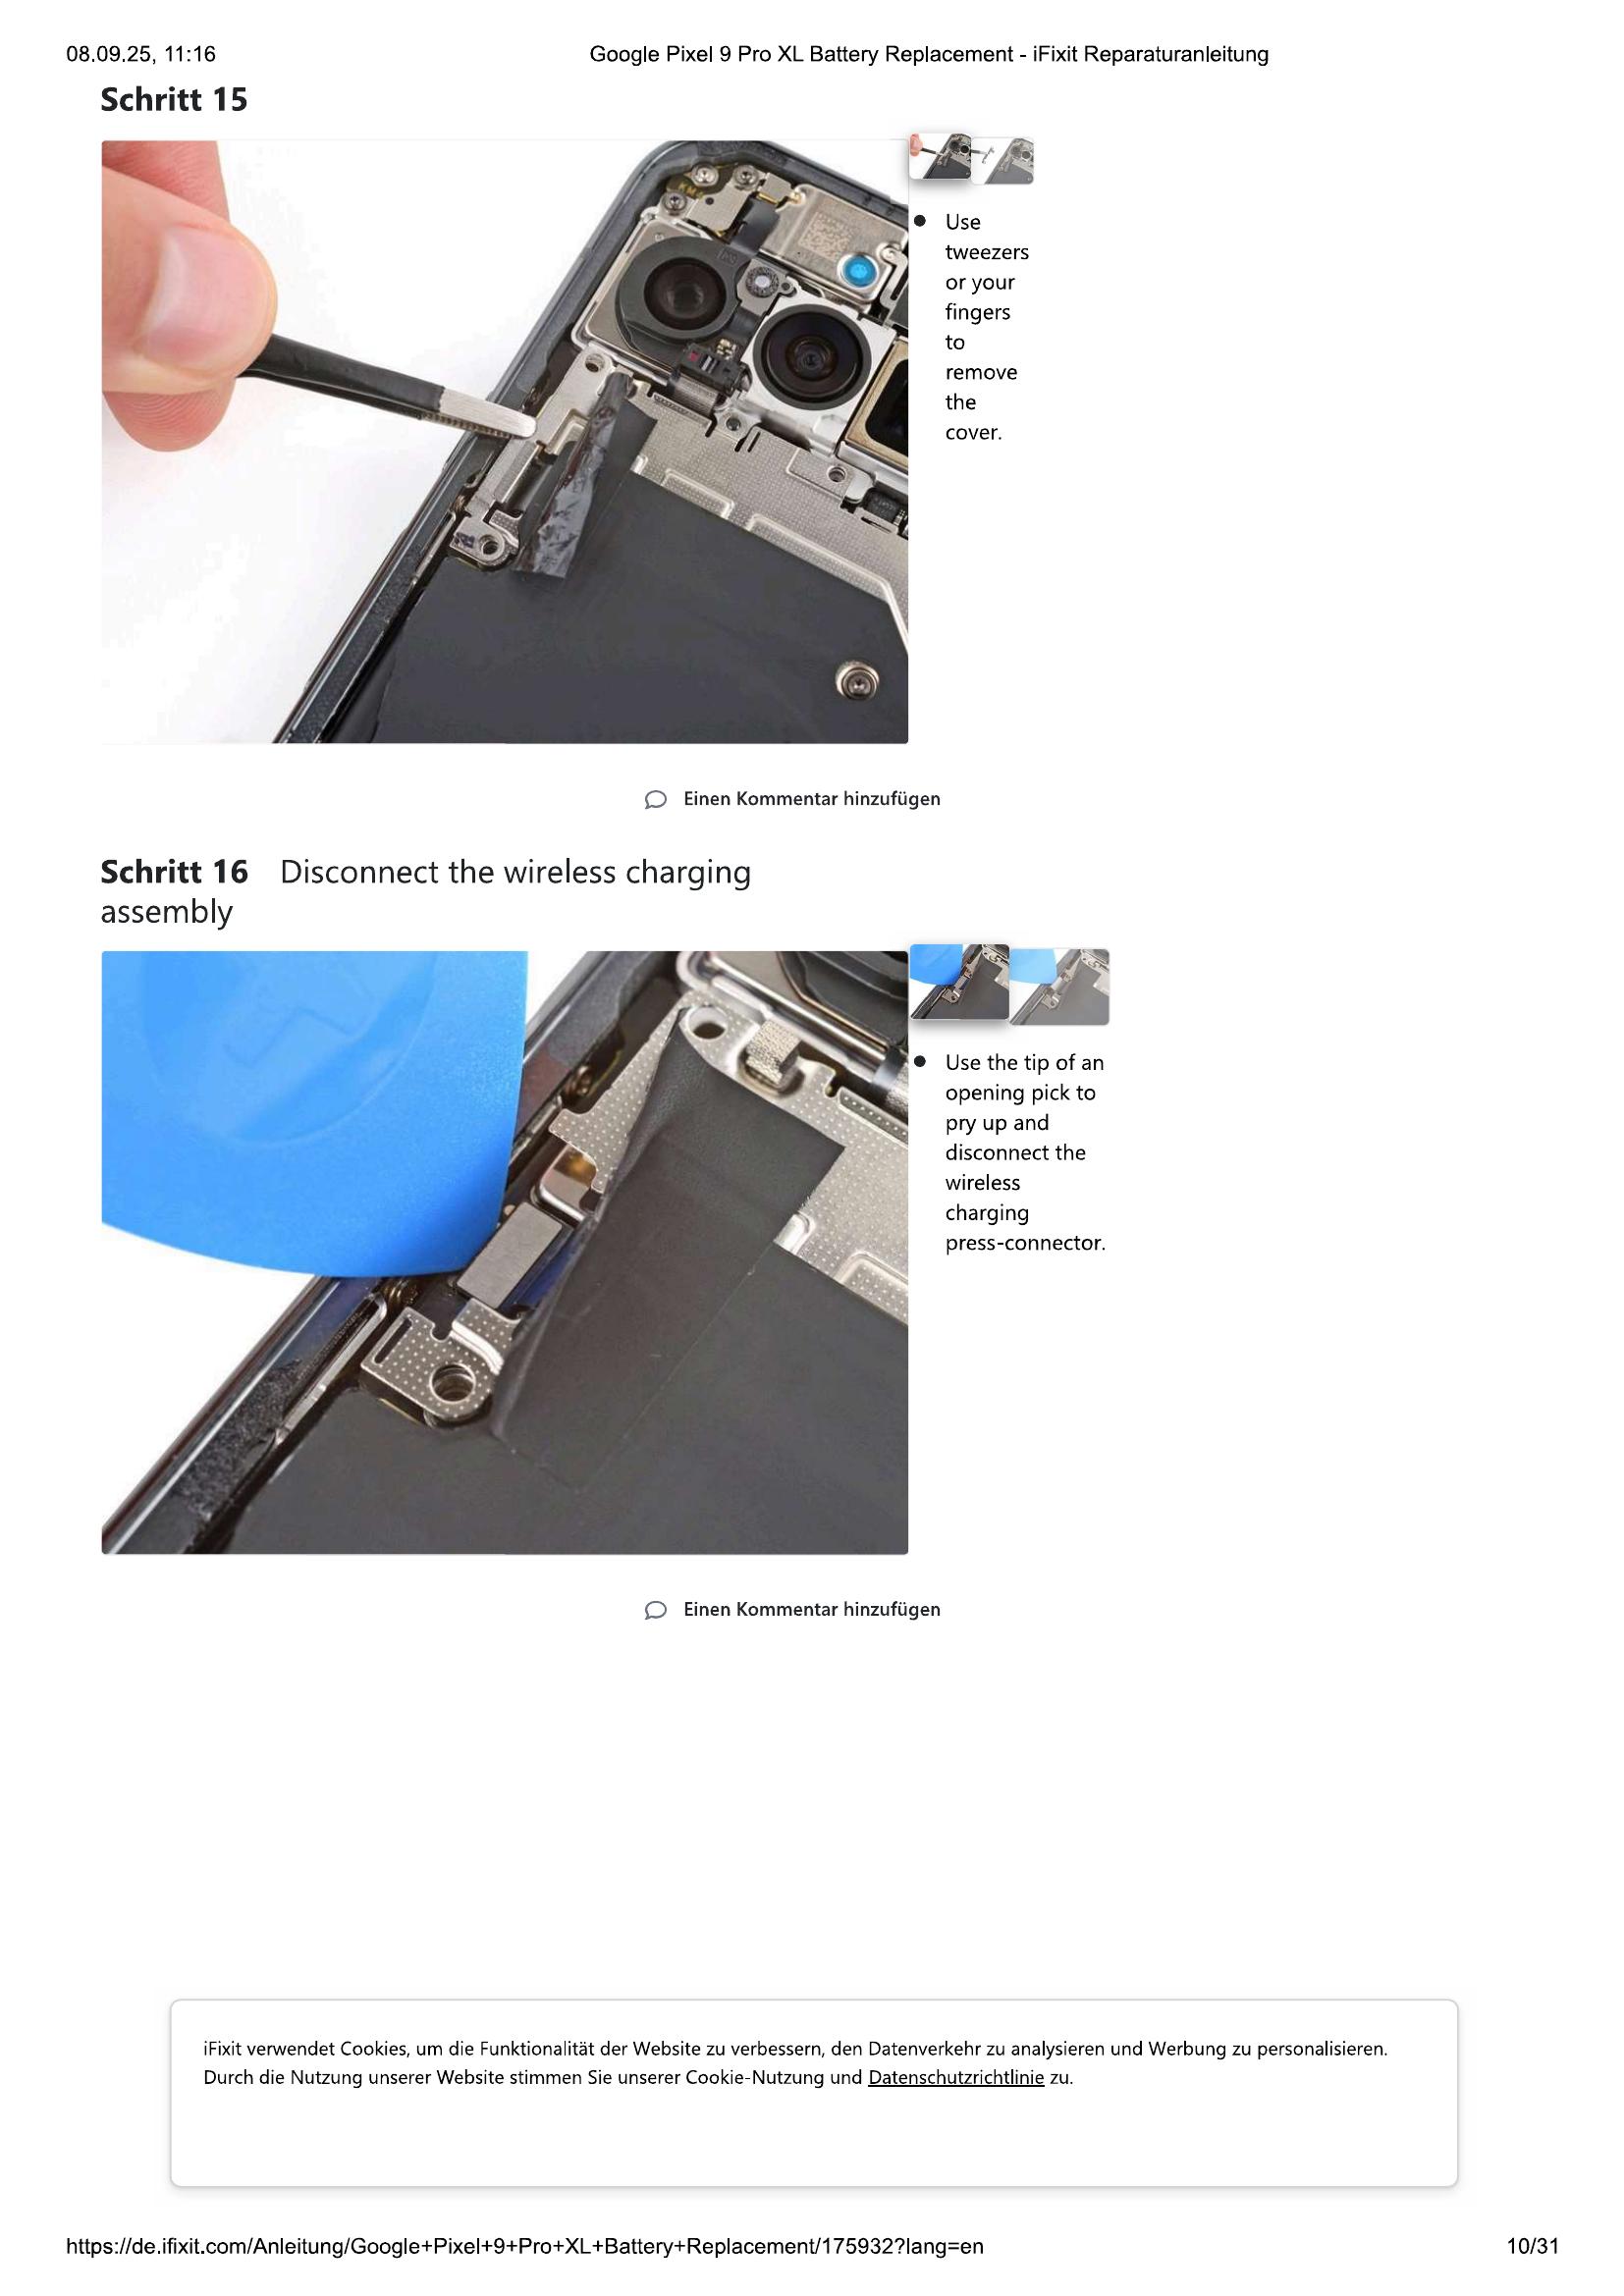 08.09.25, 11:16
Google Pixel 9 Pro XL Battery Replacement - iFixit Reparaturanleitung
Schritt 15
Use
tweezers
or your
fingers
to
remove
the
cover.
Einen Kommentar hinzufügen
Schritt 16 Disconnect the wireless charging
assembly
Use the tip of an
opening pick to
pry up and
disconnect the
wireless
charging
press-connector.
Einen Kommentar hinzufügen
iFixit verwendet Cookies, um die Funktionalität der Website zu verbessern, den Datenverkehr zu analysieren und Werbung zu personalisieren.
Durch die Nutzung unserer Website stimmen Sie unserer Cookie-Nutzung und Datenschutzrichtlinie zu.
https://de.ifixit.com/Anleitung/Google+Pixel+9+Pro+XL+Battery+Replacement/175932?lang=en
10/31